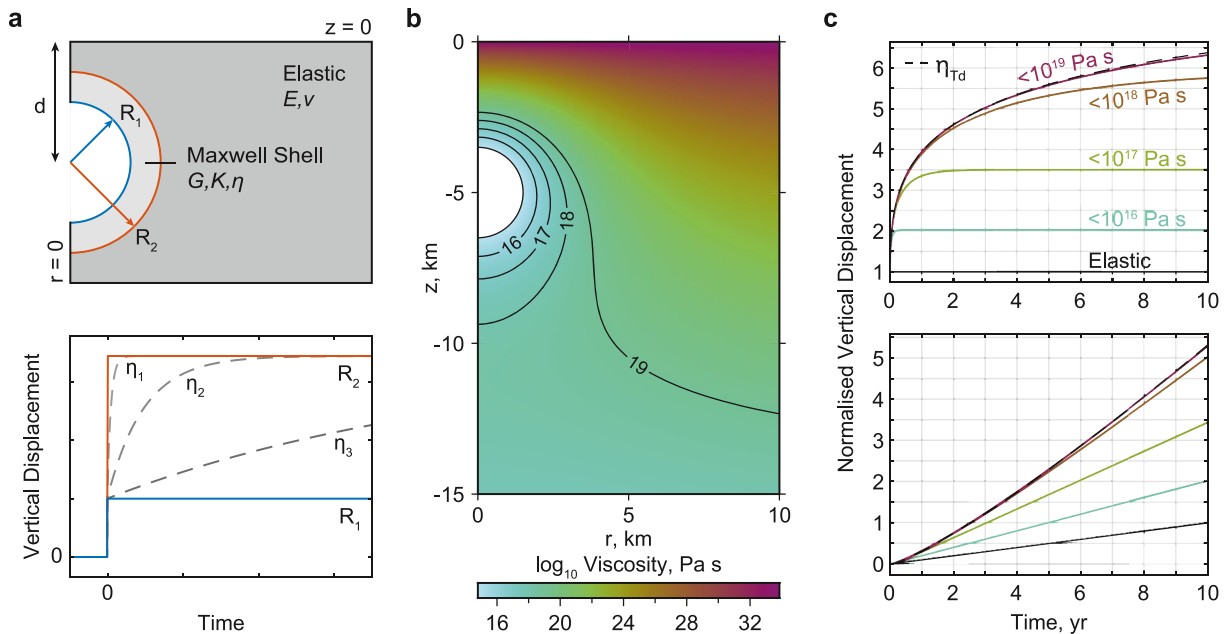 a
z = 0
d
Elastic
E,ν
R1
Maxwell Shell
G,K,η
R2
r = 0
Vertical Displacement
η1
η2
R2
η3
R1
0
0
Time
b
0
-5
-10
-15
z, km
16
17
18
19
0
5
10
r, km
log10 Viscosity, Pa s
16
20
24
28
32
c
Normalised Vertical Displacement
6
5
4
3
2
1
ηTd
<10^19 Pa s
<10^18 Pa s
<10^17 Pa s
<10^16 Pa s
Elastic
0
2
4
6
8
10
5
4
3
2
1
0
0
2
4
6
8
10
Time, yr